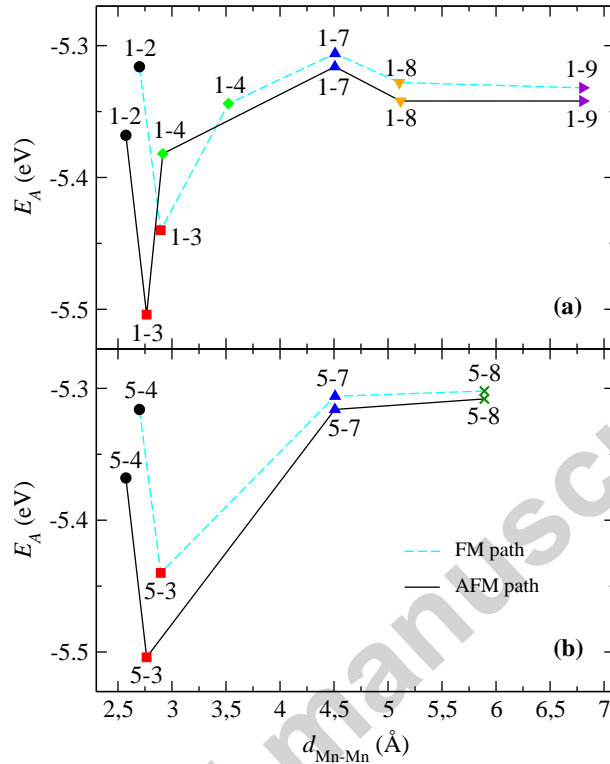 -5.3
-5.4
-5.5
E_A (eV)
1-2
1-2
1-4
1-4
1-3
1-3
1-7
1-7
1-8
1-8
1-9
1-9
(a)
-5.3
-5.4
-5.5
E_A (eV)
5-4
5-4
5-3
5-3
5-7
5-7
5-8
5-8
FM path
AFM path
(b)
2,5 3 3,5 4 4,5 5 5,5 6 6,5 7
d_Mn-Mn (Å)
manusc